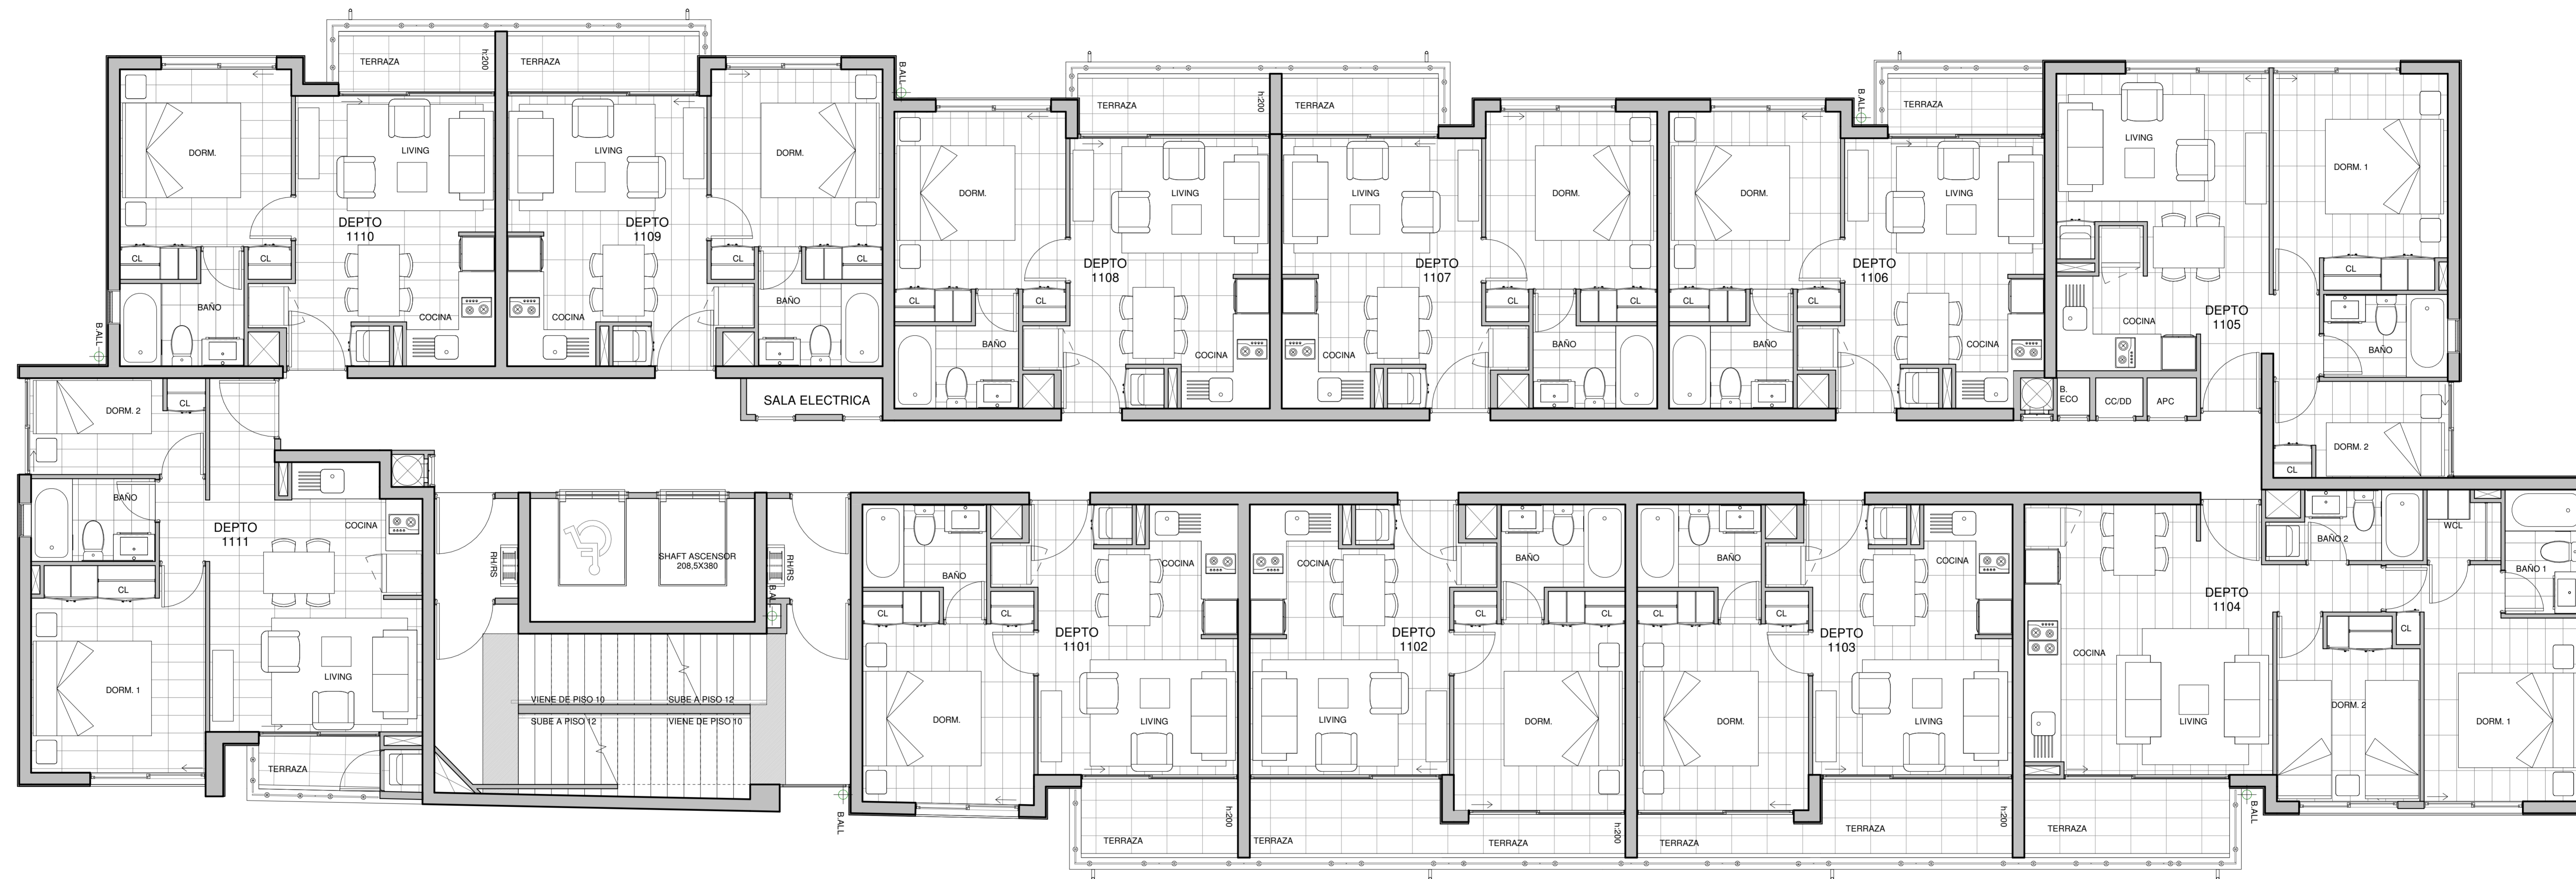 TERRAZA
h:200
TERRAZA
DORM.
LIVING
DEPTO
1110
CL
CL
BAÑO
COCINA
LIVING
DORM.
DEPTO
1109
CL
CL
BAÑO
COCINA
B.ALL
B.ALL
TERRAZA
h:200
TERRAZA
DORM.
LIVING
DEPTO
1108
CL
CL
BAÑO
COCINA
LIVING
DORM.
DEPTO
1107
CL
CL
BAÑO
COCINA
B.ALL
TERRAZA
DORM.
LIVING
DEPTO
1106
CL
CL
BAÑO
COCINA
LIVING
DORM. 1
DEPTO
1105
CL
COCINA
BAÑO
B.
ECO
CC/DD
APC
DORM. 2
CL
SALA ELECTRICA
DORM. 2
CL
BAÑO
DEPTO
1111
COCINA
CL
DORM. 1
LIVING
TERRAZA
RH/RS
SHAFT ASCENSOR
208,5X380
RH/RS
B.ALL
VIENE DE PISO 10
SUBE A PISO 12
SUBE A PISO 12
VIENE DE PISO 10
B.ALL
BAÑO
COCINA
CL
CL
DEPTO
1101
DORM.
LIVING
TERRAZA
h:200
COCINA
BAÑO
CL
CL
DEPTO
1102
LIVING
DORM.
TERRAZA
TERRAZA
h:200
BAÑO
COCINA
CL
CL
DEPTO
1103
DORM.
LIVING
TERRAZA
TERRAZA
h:200
BAÑO 2
WCL
BAÑO 1
DEPTO
1104
CL
COCINA
LIVING
DORM. 2
DORM. 1
TERRAZA
B.ALL